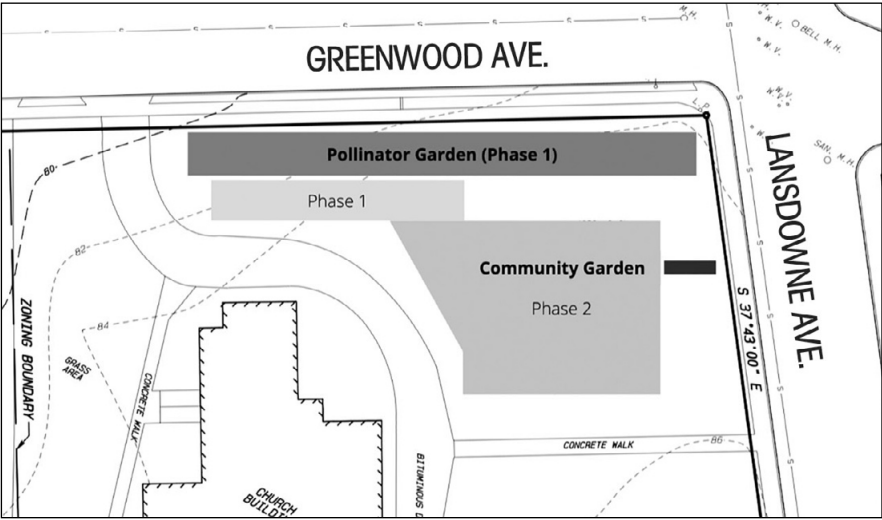 GREENWOOD AVE.
M.H.
W.V.
BELL M.H.
W.V.
W.V.
W.V.
W.
L.P.
SAN. M.H.
LANSDOWNE AVE.
Pollinator Garden (Phase 1)
Phase 1
Community Garden
Phase 2
80
82
84
86
S 37°43'00" E
ZONING BOUNDARY
GRASS
AREA
CONCRETE WALK
CONCRETE WALK
CHURCH
BITUMINOUS